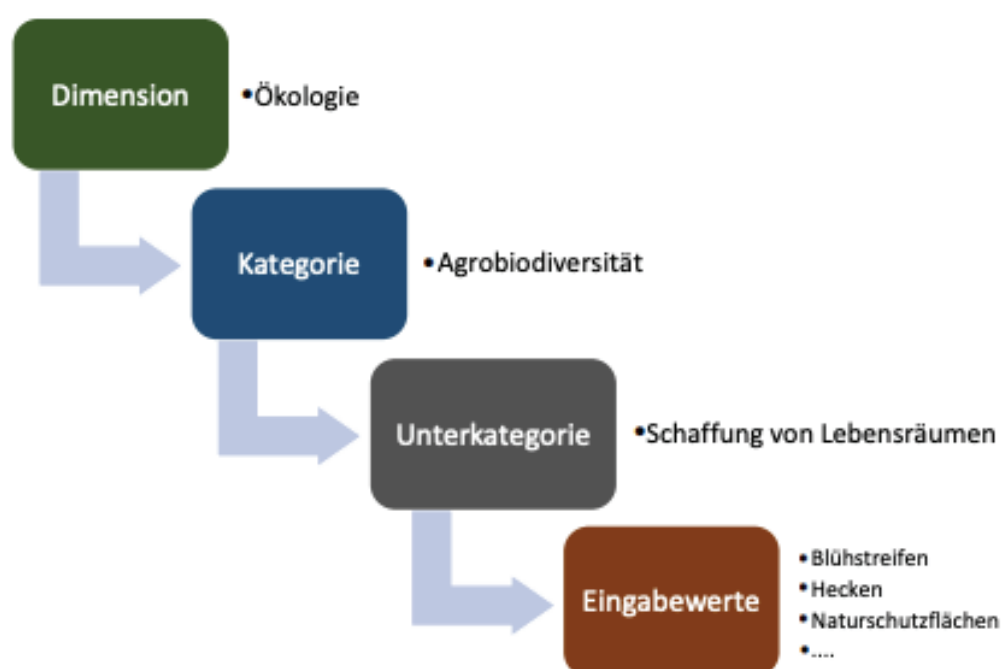 Dimension
•Ökologie
Kategorie
•Agrobiodiversität
Unterkategorie
•Schaffung von Lebensräumen
Eingabewerte
•Blühstreifen
•Hecken
•Naturschutzflächen
•....